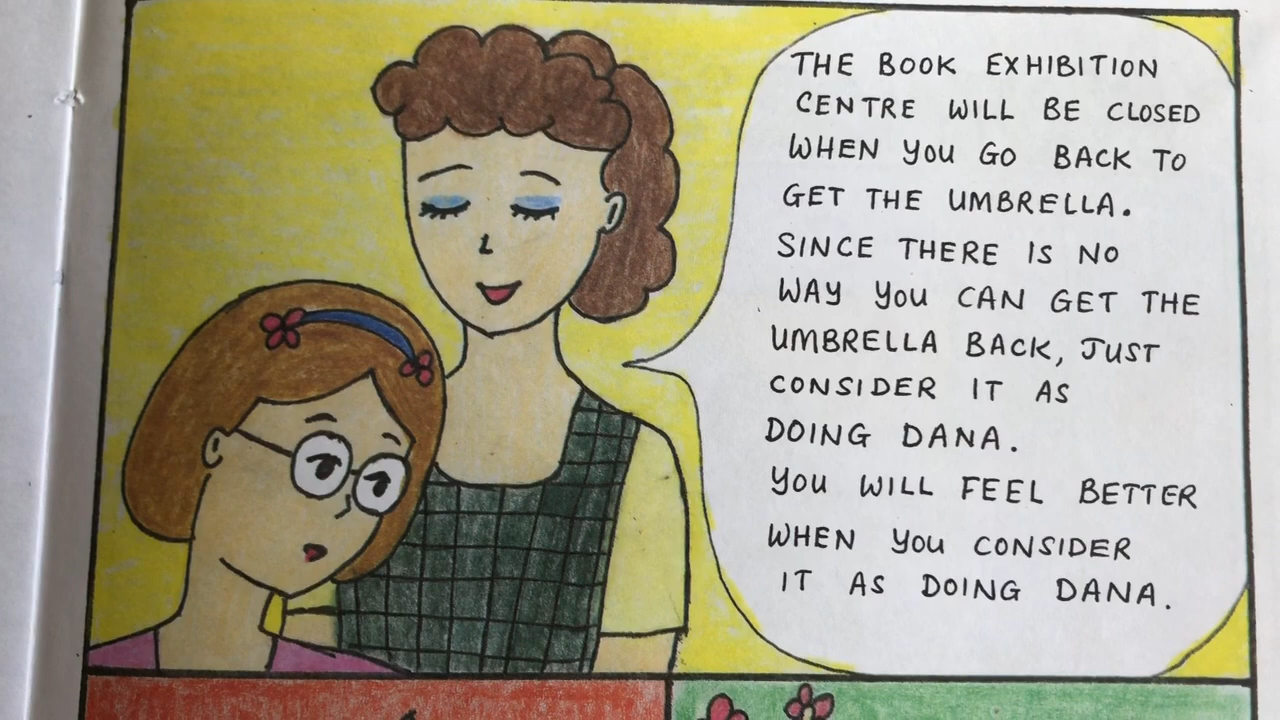 THE BOOK EXHIBITION
CENTRE WILL BE CLOSED
WHEN YOU GO BACK TO
GET THE UMBRELLA.
SINCE THERE IS NO
WAY YOU CAN GET THE
UMBRELLA BACK, JUST
CONSIDER IT AS
DOING DANA.
YOU WILL FEEL BETTER
WHEN YOU CONSIDER
IT AS DOING DANA.